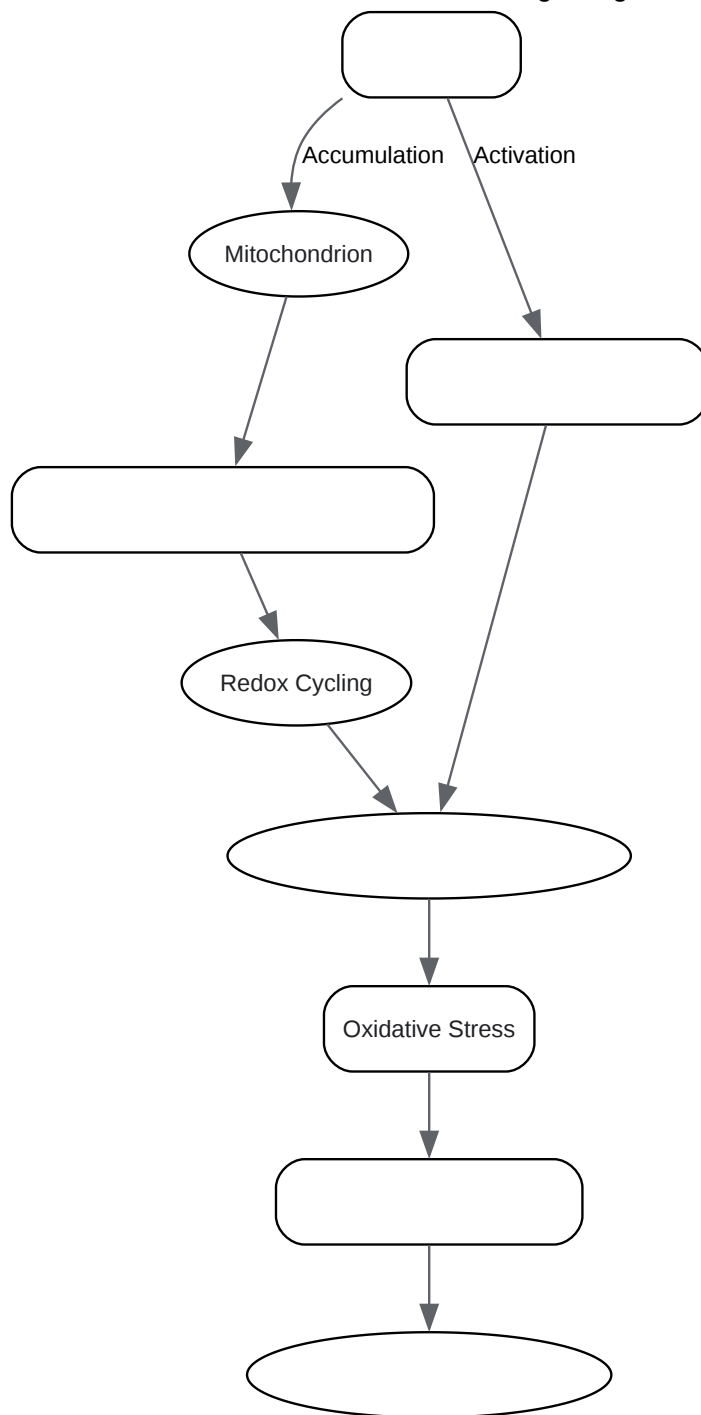 Accumulation
Activation
Mitochondrion
Redox Cycling
Oxidative Stress